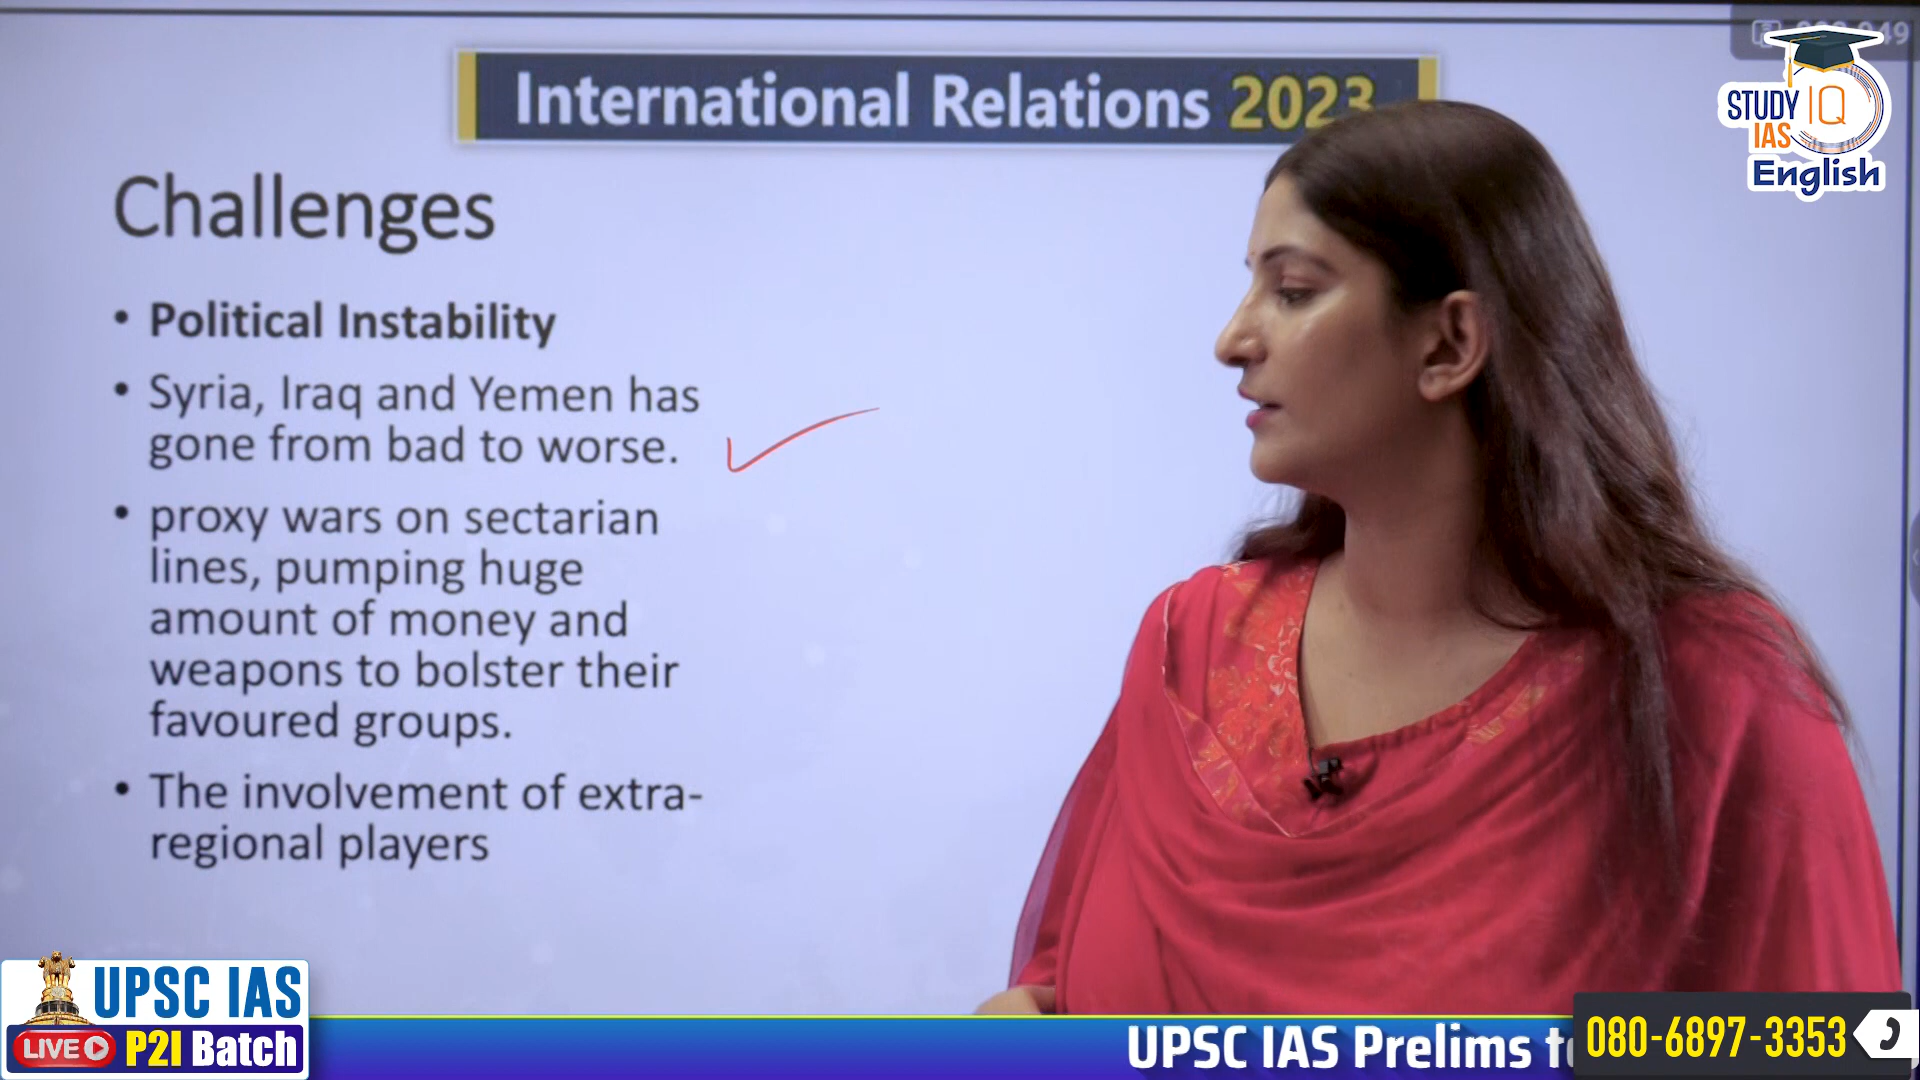 International Relations 2023
STUDY IQ
IAS
English
Challenges
• Political Instability
• Syria, Iraq and Yemen has
gone from bad to worse.
• proxy wars on sectarian
lines, pumping huge
amount of money and
weapons to bolster their
favoured groups.
• The involvement of extra-
regional players
UPSC IAS
LIVE P2I Batch
UPSC IAS Prelims
080-6897-3353